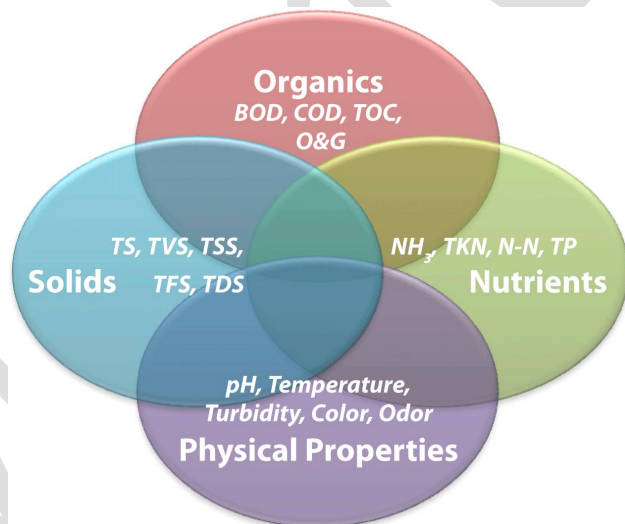 Organics
BOD, COD, TOC,
O&G
TS, TVS, TSS,
Solids TFS, TDS
NH3, TKN, N-N, TP
Nutrients
pH, Temperature,
Turbidity, Color, Odor
Physical Properties